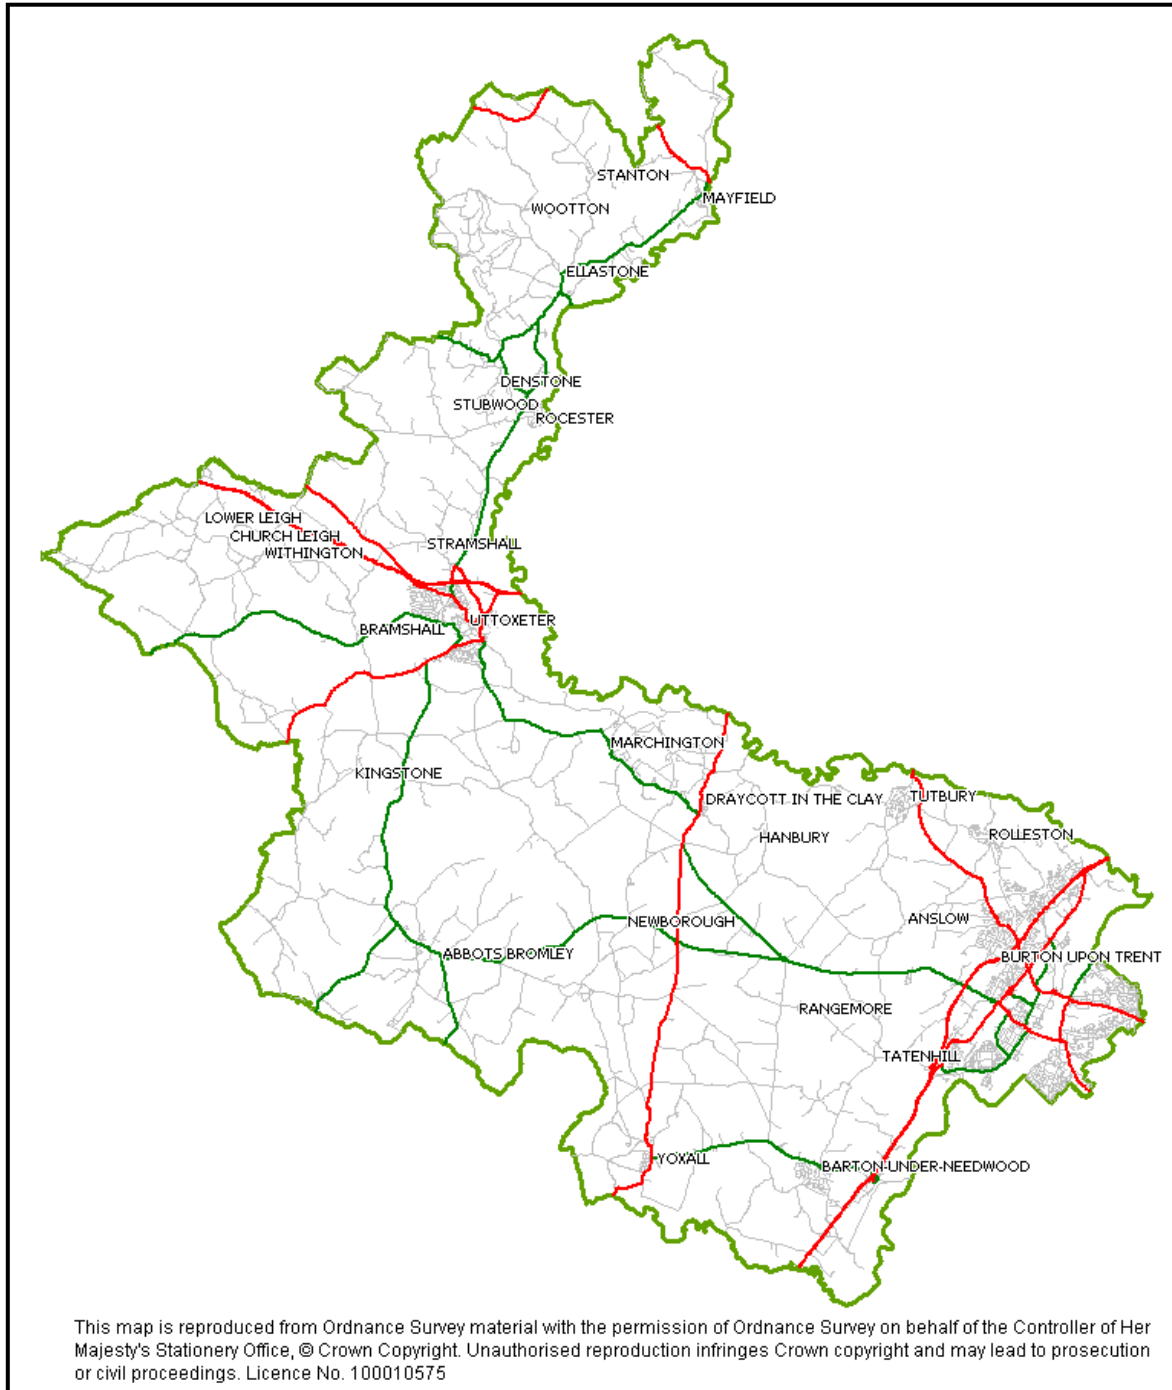 STANTON
MAYFIELD
WOOTTON
ELLASTONE
DENSTONE
STUBWOOD
ROCESTER
LOWER LEIGH
CHURCH LEIGH
STRAMSHALL
WITHINGTON
UTTOXETER
BRAMSHALL
MARCHINGTON
KINGSTONE
DRAYCOTT IN THE CLAY
TUTBURY
HANBURY
ROLLESTON
NEWBOROUGH
ANSLOW
ABBOTS BROMLEY
BURTON UPON TRENT
RANGEMORE
TATENHILL
YOXALL
BARTON-UNDER-NEEDWOOD
This map is reproduced from Ordnance Survey material with the permission of Ordnance Survey on behalf of the Controller of Her
Majesty's Stationery Office, © Crown Copyright. Unauthorised reproduction infringes Crown copyright and may lead to prosecution
or civil proceedings. Licence No. 100010575